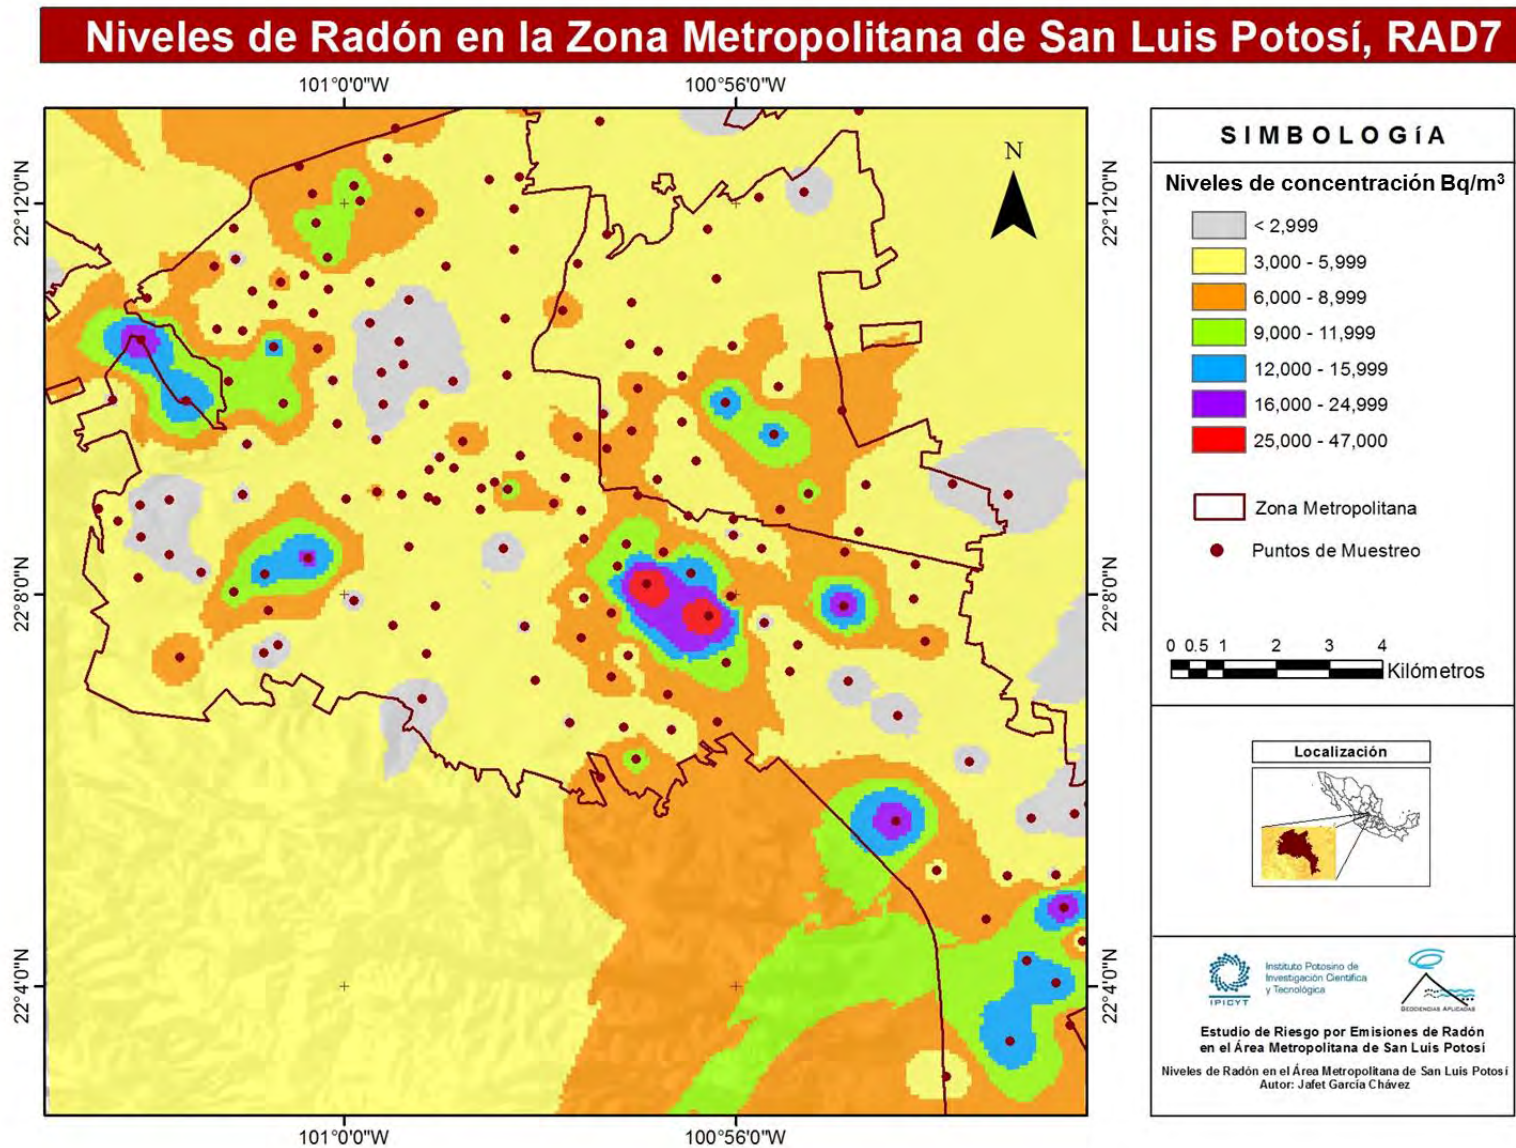 Niveles de Radón en la Zona Metropolitana de San Luis Potosí, RAD7
101°0'0"W
100°56'0"W
22°12'0"N
22°12'0"N
22°8'0"N
22°8'0"N
22°4'0"N
22°4'0"N
101°0'0"W
100°56'0"W
N
SIMBOLOGíA
Niveles de concentración Bq/m³
< 2,999
3,000 - 5,999
6,000 - 8,999
9,000 - 11,999
12,000 - 15,999
16,000 - 24,999
25,000 - 47,000
Zona Metropolitana
Puntos de Muestreo
0 0.5 1 2 3 4
Kilómetros
Localización
IPICYT
Instituto Potosino de
Investigación Científica
y Tecnológica
GEOCIENCIAS APLICADAS
Estudio de Riesgo por Emisiones de Radón
en el Área Metropolitana de San Luis Potosí
Niveles de Radón en el Área Metropolitana de San Luis Potosí
Autor: Jafet García Chávez